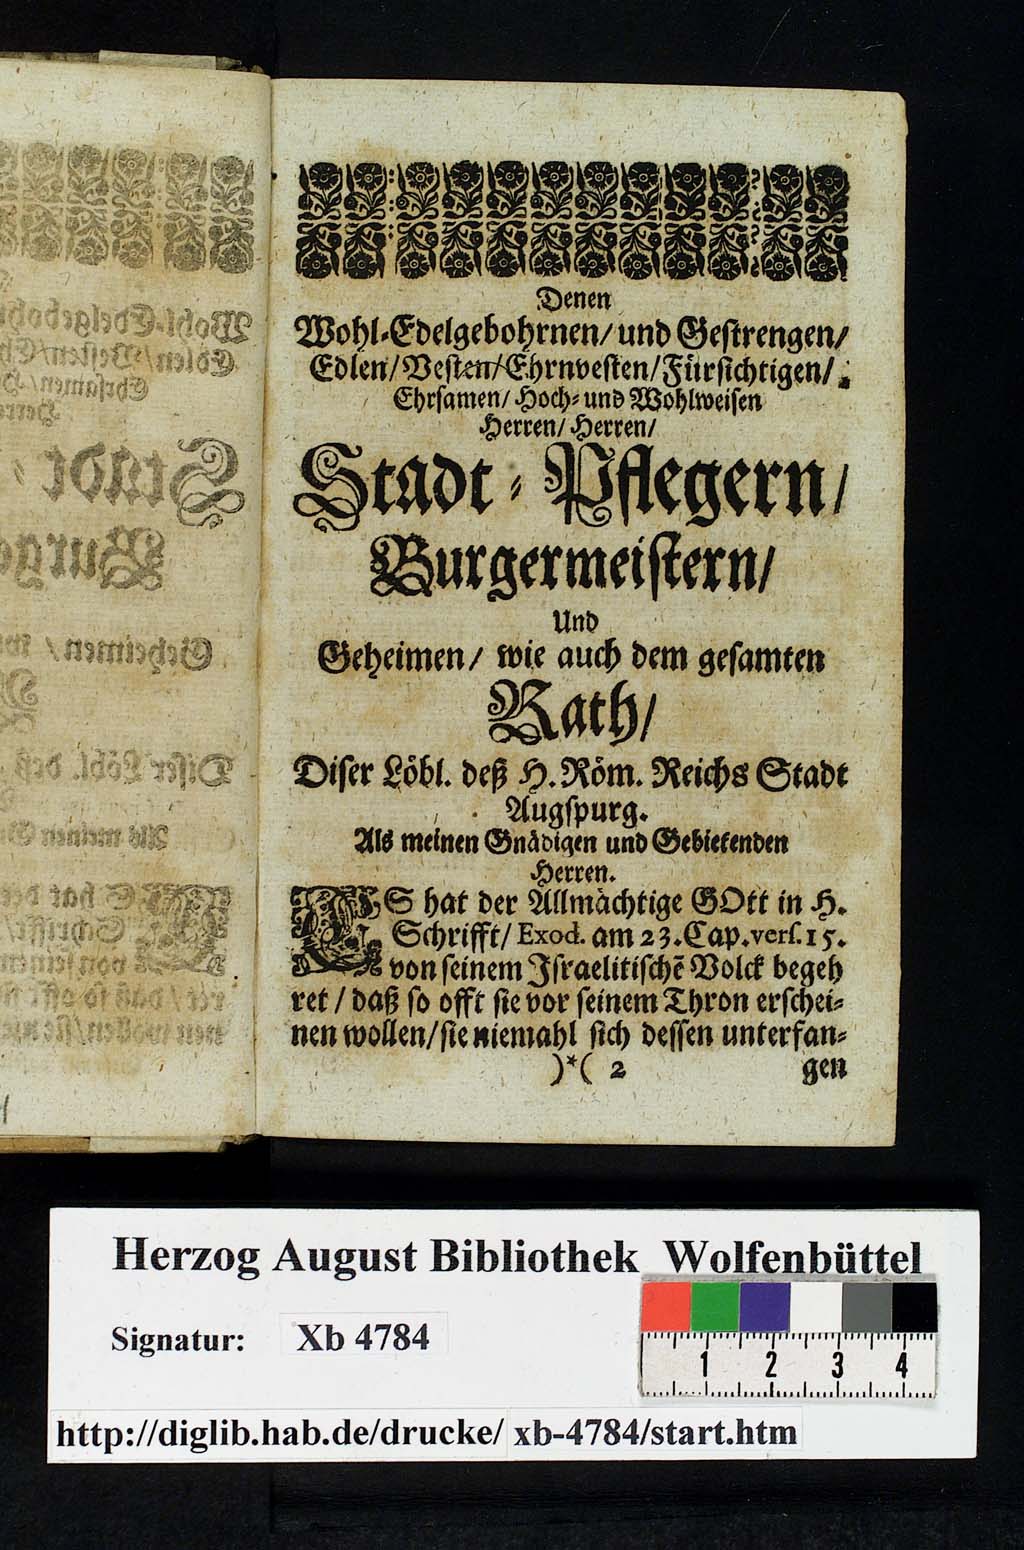 Denen
Wohl-Edelgebohrnen/ und Gestrengen/
Edlen/ Vesten/ Ehrnvesten/ Fürsichtigen/
Ehrsamen/ Hoch- und Wohlweisen
Herren/ Herren/
Stadt-Pflegern/
Burgermeistern/
Und
Geheimen/ wie auch dem gesamten
Rath/
Diser Löbl. deß H. Röm. Reichs Stadt
Augspurg.
Als meinen Gnädigen und Gebietenden
Herren.
ES hat der Allmächtige GOtt in H.
Schrifft/ Exod. am 23. Cap. vers. 15.
von seinem Israelitischẽ Volck begeh
ret / daß so offt sie vor seinem Thron erschei-
nen wollen/ sie niemahl sich dessen unterfan-
)*( 2 gen
Herzog August Bibliothek Wolfenbüttel
Signatur: Xb 4784
1 2 3 4
http://diglib.hab.de/drucke/ xb-4784/start.htm